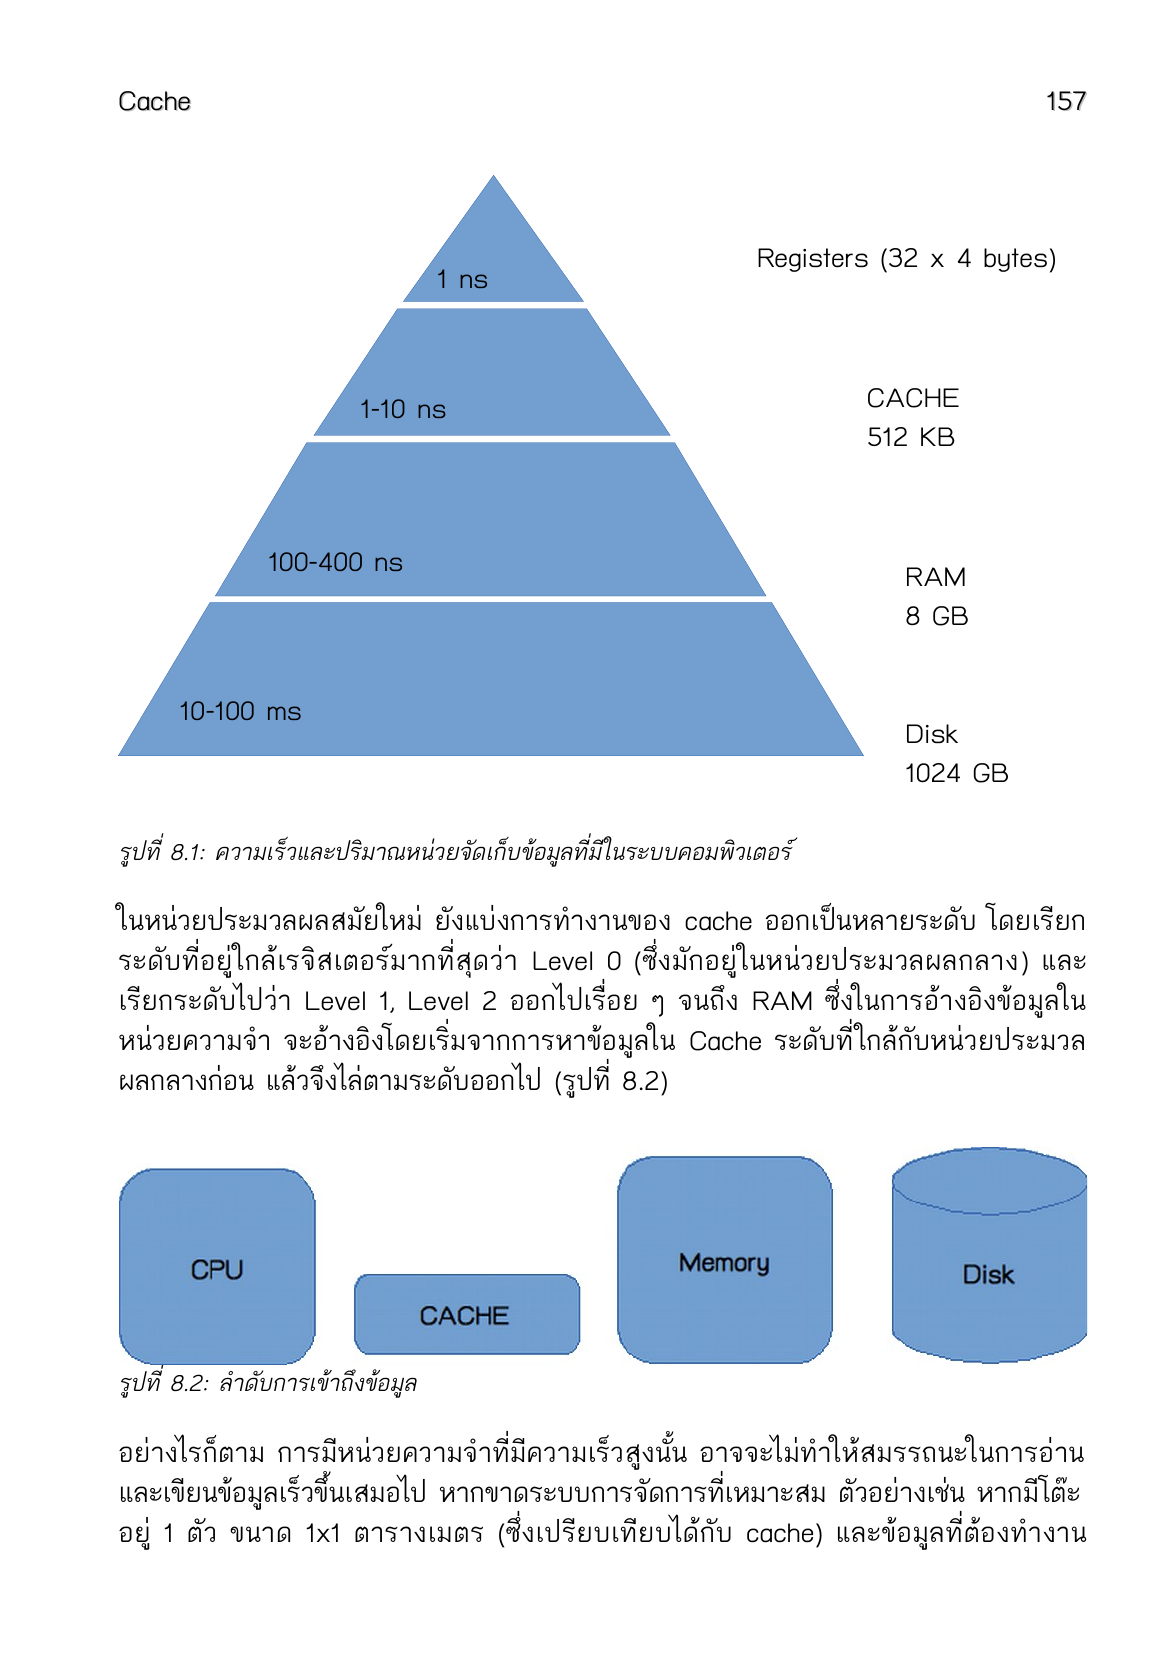 Cache 157
1 ns
Registers (32 x 4 bytes)
1-10 ns
CACHE
512 KB
100-400 ns
RAM
8 GB
10-100 ms
Disk
1024 GB
รูปที่ 8.1: ความเร็วและปริมาณหน่วยจัดเก็บข้อมูลที่มีในระบบคอมพิวเตอร์
ในหน่วยประมวลผลสมัยใหม่ ยังแบ่งการทำงานของ cache ออกเป็นหลายระดับ โดยเรียก
ระดับที่อยู่ใกล้เรจิสเตอร์มากที่สุดว่า Level 0 (ซึ่งมักอยู่ในหน่วยประมวลผลกลาง) และ
เรียกระดับไปว่า Level 1, Level 2 ออกไปเรื่อย ๆ จนถึง RAM ซึ่งในการอ้างอิงข้อมูลใน
หน่วยความจำ จะอ้างอิงโดยเริ่มจากการหาข้อมูลใน Cache ระดับที่ใกล้กับหน่วยประมวล
ผลกลางก่อน แล้วจึงไล่ตามระดับออกไป (รูปที่ 8.2)
CPU
CACHE
Memory
Disk
รูปที่ 8.2: ลำดับการเข้าถึงข้อมูล
อย่างไรก็ตาม การมีหน่วยความจำที่มีความเร็วสูงนั้น อาจจะไม่ทำให้สมรรถนะในการอ่าน
และเขียนข้อมูลเร็วขึ้นเสมอไป หากขาดระบบการจัดการที่เหมาะสม ตัวอย่างเช่น หากมีโต๊ะ
อยู่ 1 ตัว ขนาด 1x1 ตารางเมตร (ซึ่งเปรียบเทียบได้กับ cache) และข้อมูลที่ต้องทำงาน